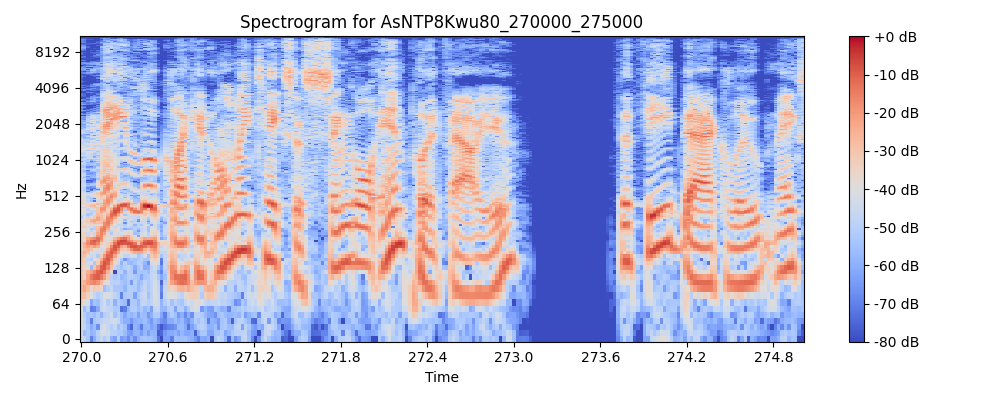 Spectrogram for AsNTP8Kwu80_270000_275000
8192
4096
2048
1024
512
256
128
64
0
Hz
270.0 270.6 271.2 271.8 272.4 273.0 273.6 274.2 274.8
Time
+0 dB
-10 dB
-20 dB
-30 dB
-40 dB
-50 dB
-60 dB
-70 dB
-80 dB